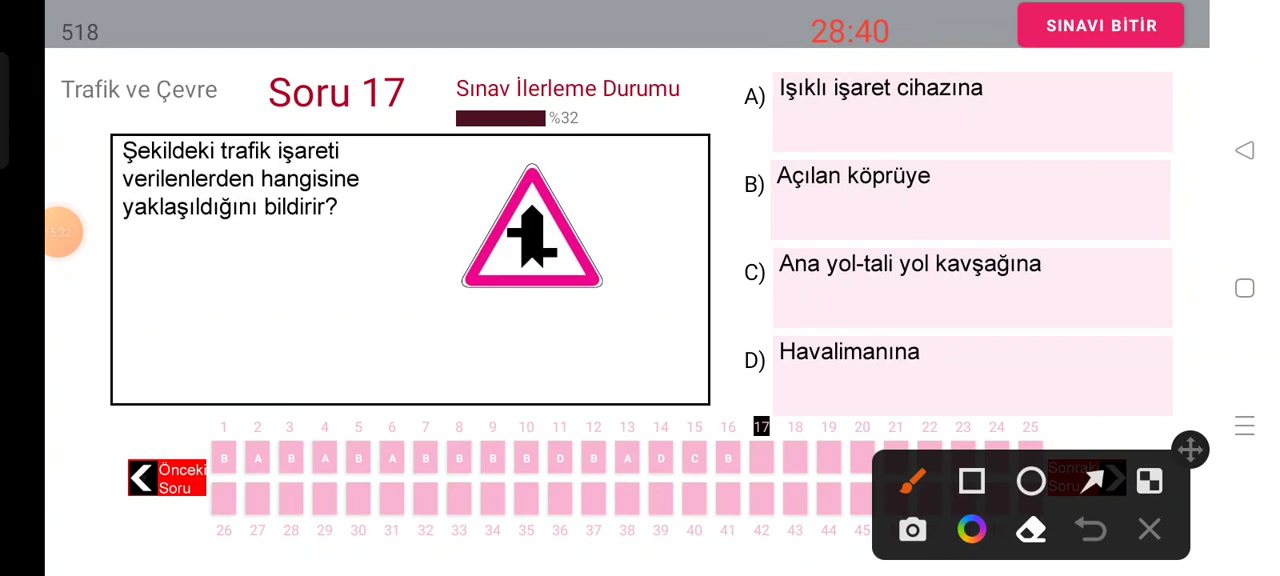 518
28:40
SINAVI BİTİR
Trafik ve Çevre
Soru 17
Sınav İlerleme Durumu
%32
Şekildeki trafik işareti
verilenlerden hangisine
yaklaşıldığını bildirir?
A) Işıklı işaret cihazına
B) Açılan köprüye
C) Ana yol-tali yol kavşağına
D) Havalimanına
15:22
1 2 3 4 5 6 7 8 9 10 11 12 13 14 15 16 17 18 19 20 21 22 23 24 25
B A B A B A B B B B D B A D C B
Önceki
Soru
Sonraki
Soru
26 27 28 29 30 31 32 33 34 35 36 37 38 39 40 41 42 43 44 45